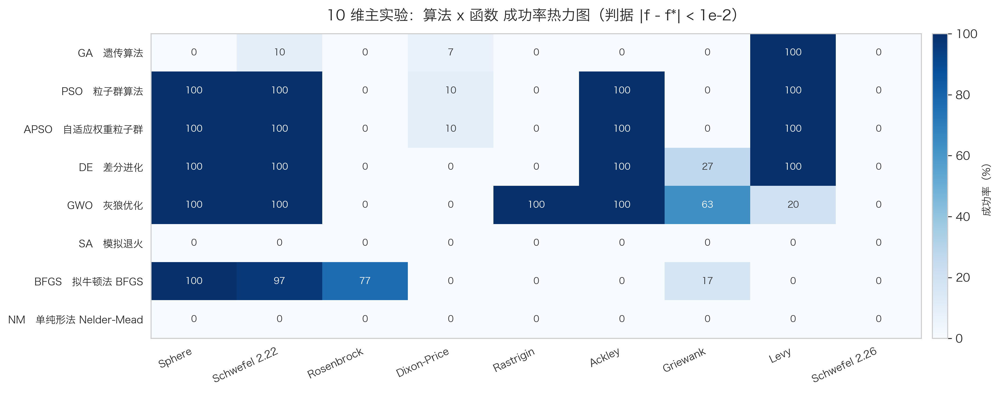 10 维主实验：算法 x 函数 成功率热力图（判据 |f - f*| < 1e-2）
GA 遗传算法 0 10 0 7 0 0 0 100 0
PSO 粒子群算法 100 100 0 10 0 100 0 100 0
APSO 自适应权重粒子群 100 100 0 10 0 100 0 100 0
DE 差分进化 100 100 0 0 0 100 27 100 0
GWO 灰狼优化 100 100 0 0 100 100 63 20 0
SA 模拟退火 0 0 0 0 0 0 0 0 0
BFGS 拟牛顿法 BFGS 100 97 77 0 0 0 17 0 0
NM 单纯形法 Nelder-Mead 0 0 0 0 0 0 0 0 0
Sphere
Schwefel 2.22
Rosenbrock
Dixon-Price
Rastrigin
Ackley
Griewank
Levy
Schwefel 2.26
100
80
60
40
20
0
成功率（%）